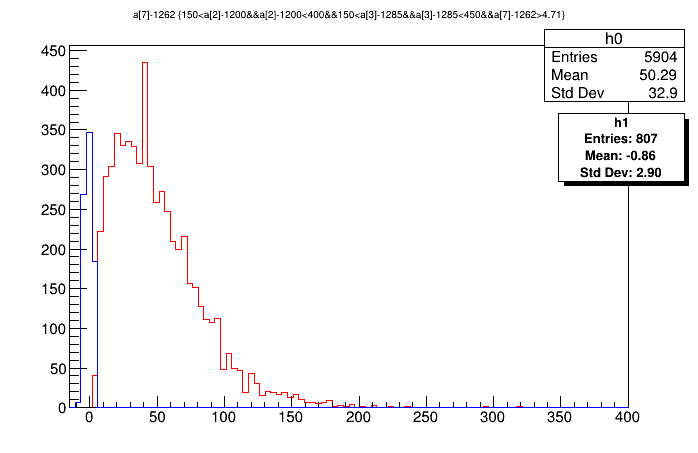 a[7]-1262 {150<a[2]-1200&&a[2]-1200<400&&150<a[3]-1285&&a[3]-1285<450&&a[7]-1262>4.71}
h0
Entries 5904
Mean 50.29
Std Dev 32.9
h1
Entries: 807
Mean: -0.86
Std Dev: 2.90
450
400
350
300
250
200
150
100
50
0
0 50 100 150 200 250 300 350 400